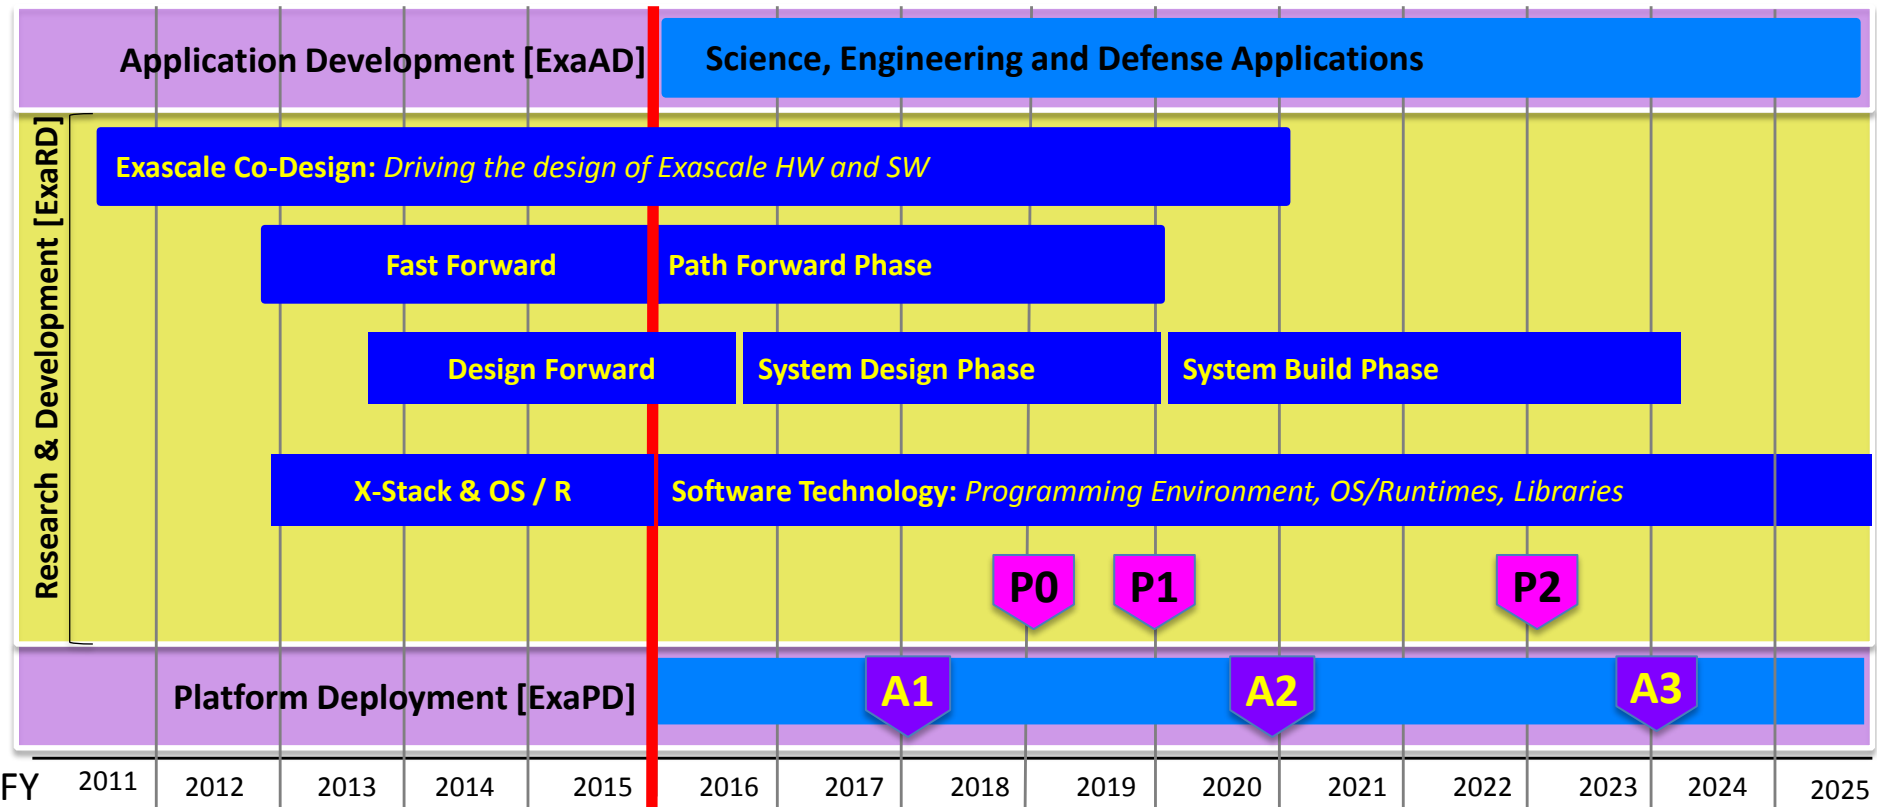 Application Development [ExaAD]
Science, Engineering and Defense Applications
Research & Development [ExaRD]
Exascale Co-Design: Driving the design of Exascale HW and SW
Fast Forward
Path Forward Phase
Design Forward
System Design Phase
System Build Phase
X-Stack & OS / R
Software Technology: Programming Environment, OS/Runtimes, Libraries
P0
P1
P2
Platform Deployment [ExaPD]
A1
A2
A3
FY
2011
2012
2013
2014
2015
2016
2017
2018
2019
2020
2021
2022
2023
2024
2025